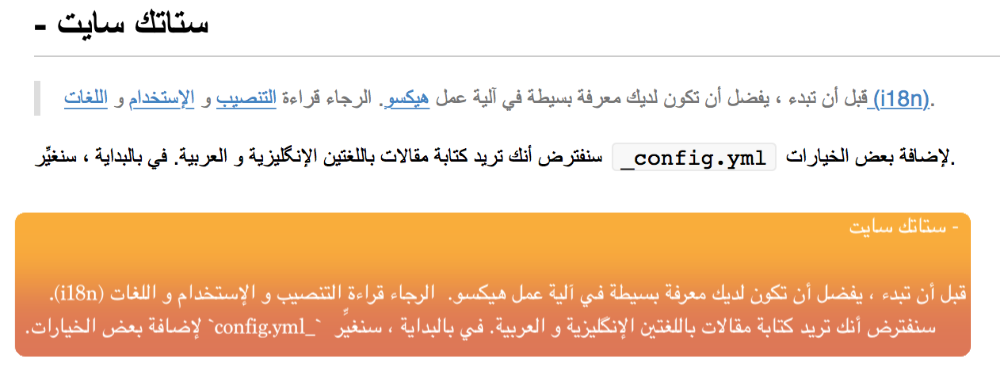 ستاتك سايت -
قبل أن تبدء ، يفضل أن تكون لديك معرفة بسيطة في آلية عمل هيكسو. الرجاء قراءة التنصيب و الإستخدام و اللغات (i18n).
سنفترض أنك تريد كتابة مقالات باللغتين الإنگليزية و العربية. في بالبداية ، سنغيِّر _config.yml لإضافة بعض الخيارات.
- ستاتك سايت
قبل أن تبدء ، يفضل أن تكون لديك معرفة بسيطة في آلية عمل هيكسو. الرجاء قراءة التنصيب و الإستخدام و اللغات (i18n).
سنفترض أنك تريد كتابة مقالات باللغتين الإنگليزية و العربية. في بالبداية ، سنغيِّر `_config.yml` لإضافة بعض الخيارات.